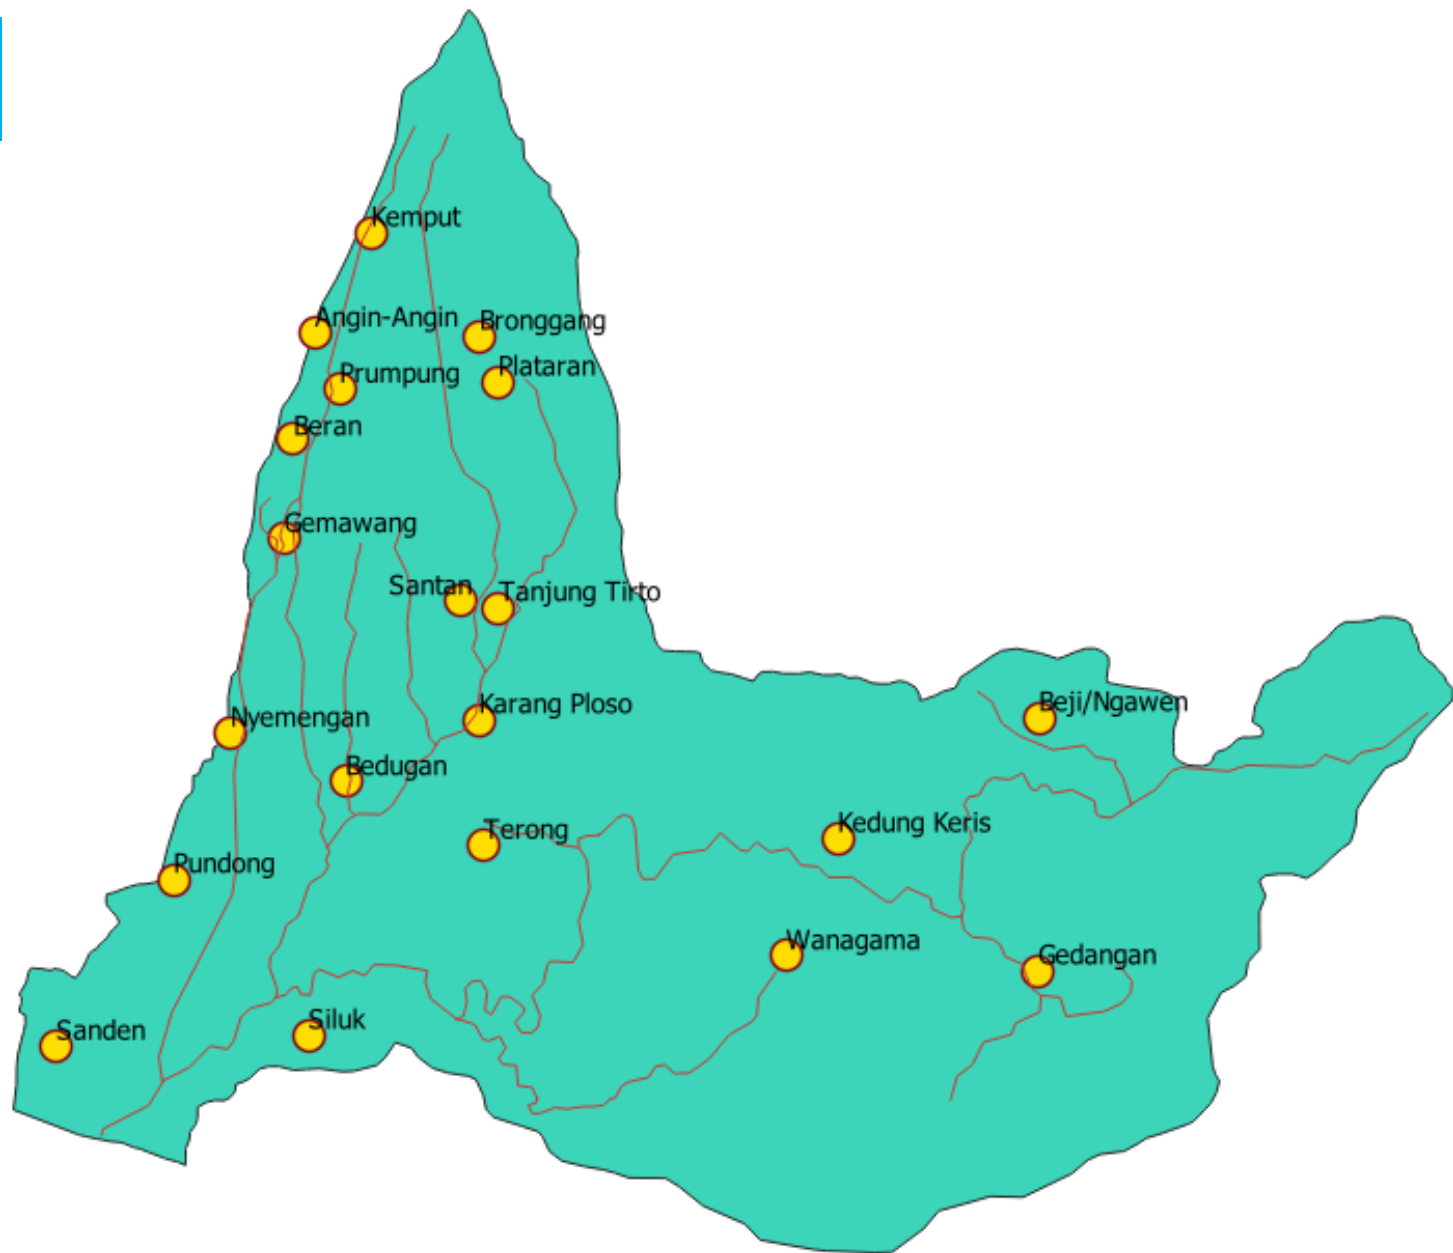 Kemput
Angin-Angin
Bronggang
Plataran
Prumpung
Beran
Gemawang
Santan
Tanjung Tirto
Karang Ploso
Beji/Ngawen
Nyemengan
Bedugan
Terong
Kedung Keris
Pundong
Wanagama
Gedangan
Siluk
Sanden